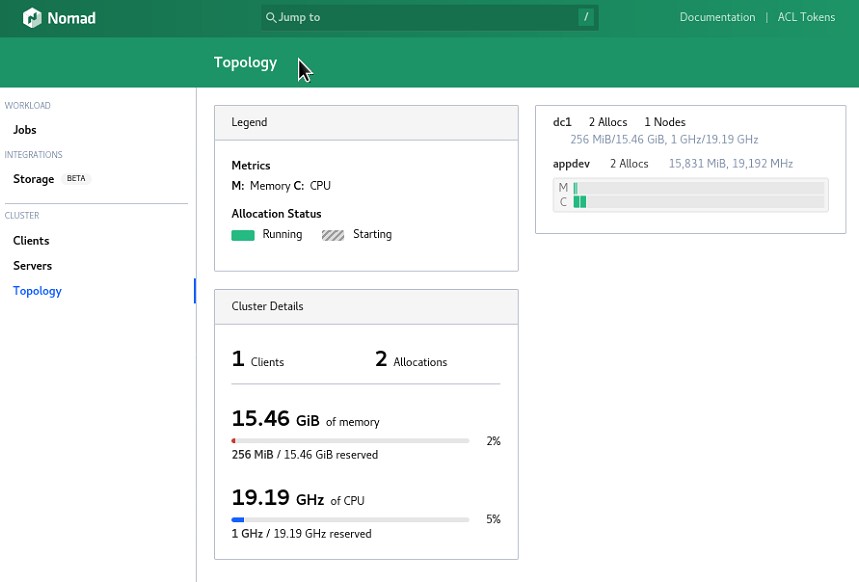 Nomad
Jump to /
Documentation | ACL Tokens
Topology
WORKLOAD
Jobs
INTEGRATIONS
Storage BETA
CLUSTER
Clients
Servers
Topology
Legend
Metrics
M: Memory C: CPU
Allocation Status
Running Starting
Cluster Details
1 Clients 2 Allocations
15.46 GiB of memory
2%
256 MiB / 15.46 GiB reserved
19.19 GHz of CPU
5%
1 GHz / 19.19 GHz reserved
dc1 2 Allocs 1 Nodes
256 MiB/15.46 GiB, 1 GHz/19.19 GHz
appdev 2 Allocs 15,831 MiB, 19,192 MHz
M
C